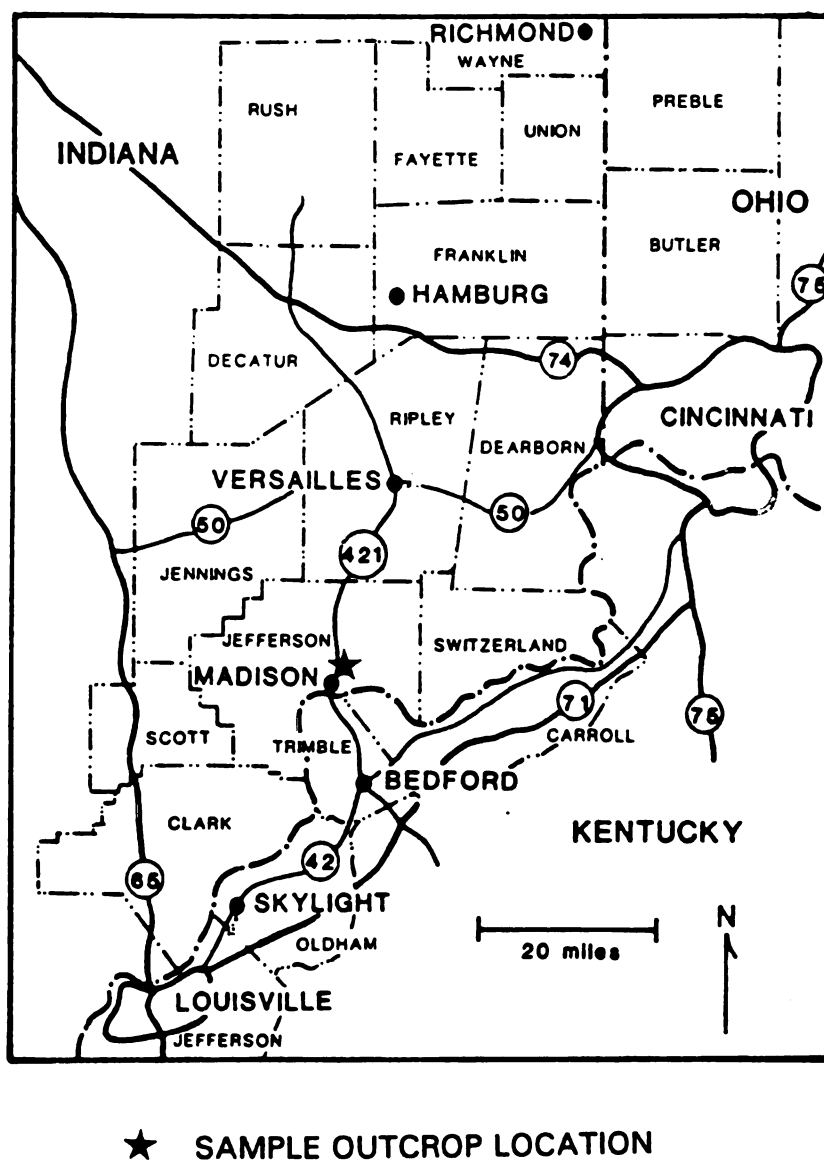 RICHMOND
WAYNE
RUSH
PREBLE
UNION
INDIANA
FAYETTE
OHIO
BUTLER
FRANKLIN
75
HAMBURG
DECATUR
74
RIPLEY
CINCINNATI
DEARBORN
VERSAILLES
50
50
421
JENNINGS
JEFFERSON
SWITZERLAND
MADISON
71
75
SCOTT
TRIMBLE
CARROLL
BEDFORD
CLARK
KENTUCKY
42
65
SKYLIGHT
N
OLDHAM
20 miles
LOUISVILLE
JEFFERSON
SAMPLE OUTCROP LOCATION